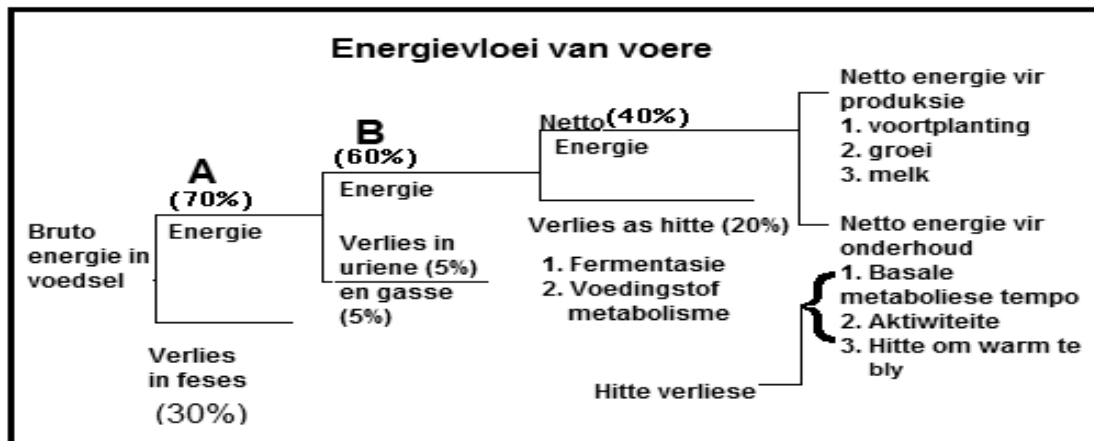 Energievloei van voere
Bruto
energie in
voedsel
A
(70%)
Energie
Verlies
in feses
(30%)
B
(60%)
Energie
Verlies in
uriene (5%)
en gasse
(5%)
Netto (40%)
Energie
Verlies as hitte (20%)
1. Fermentasie
2. Voedingstof
metabolisme
Netto energie vir
produksie
1. voortplanting
2. groei
3. melk
Netto energie vir
onderhoud
1. Basale
metaboliese tempo
2. Aktiwiteite
3. Hitte om warm te
bly
Hitte verliese